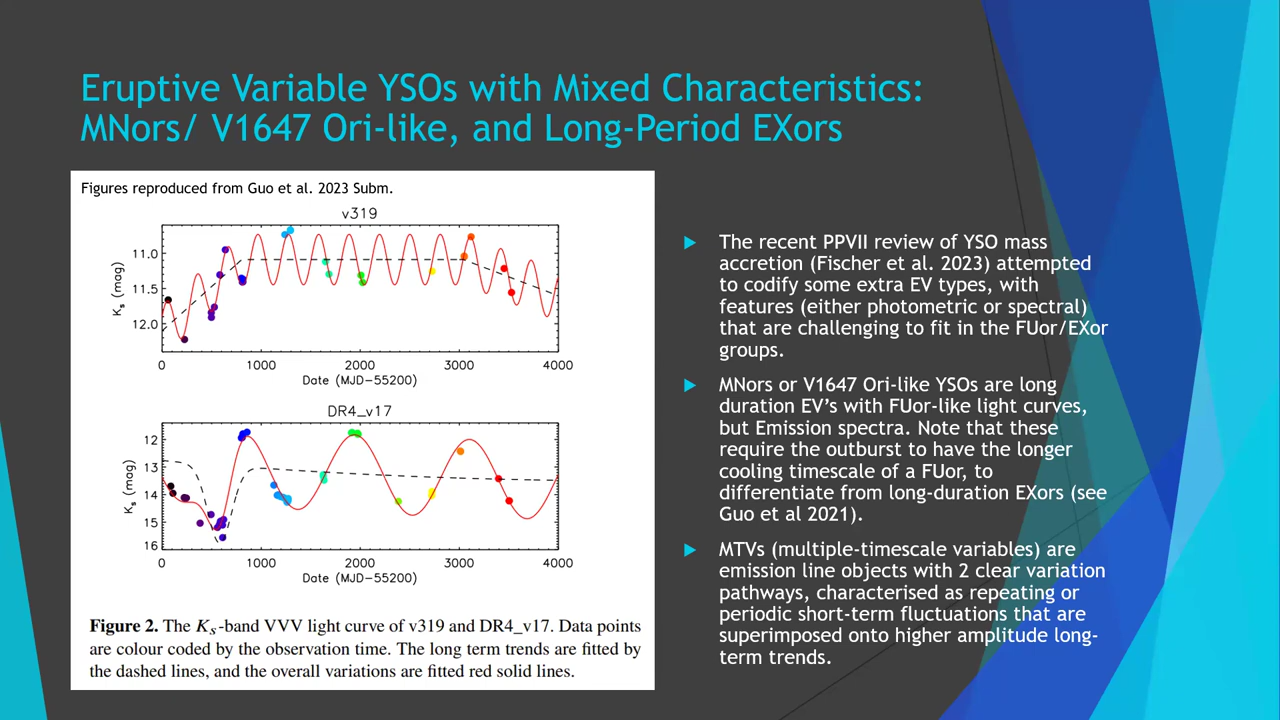 Eruptive Variable YSOs with Mixed Characteristics:
MNors/ V1647 Ori-like, and Long-Period EXors
Figures reproduced from Guo et al. 2023 Subm.
v319
11.0
11.5
12.0
Ks (mag)
0 1000 2000 3000 4000
Date (MJD-55200)
DR4_v17
12
13
14
15
16
Ks (mag)
0 1000 2000 3000 4000
Date (MJD-55200)
Figure 2. The Ks-band VVV light curve of v319 and DR4_v17. Data points
are colour coded by the observation time. The long term trends are fitted by
the dashed lines, and the overall variations are fitted red solid lines.
The recent PPVII review of YSO mass
accretion (Fischer et al. 2023) attempted
to codify some extra EV types, with
features (either photometric or spectral)
that are challenging to fit in the FUor/EXor
groups.
MNors or V1647 Ori-like YSOs are long
duration EV’s with FUor-like light curves,
but Emission spectra. Note that these
require the outburst to have the longer
cooling timescale of a FUor, to
differentiate from long-duration EXors (see
Guo et al 2021).
MTVs (multiple-timescale variables) are
emission line objects with 2 clear variation
pathways, characterised as repeating or
periodic short-term fluctuations that are
superimposed onto higher amplitude long-
term trends.